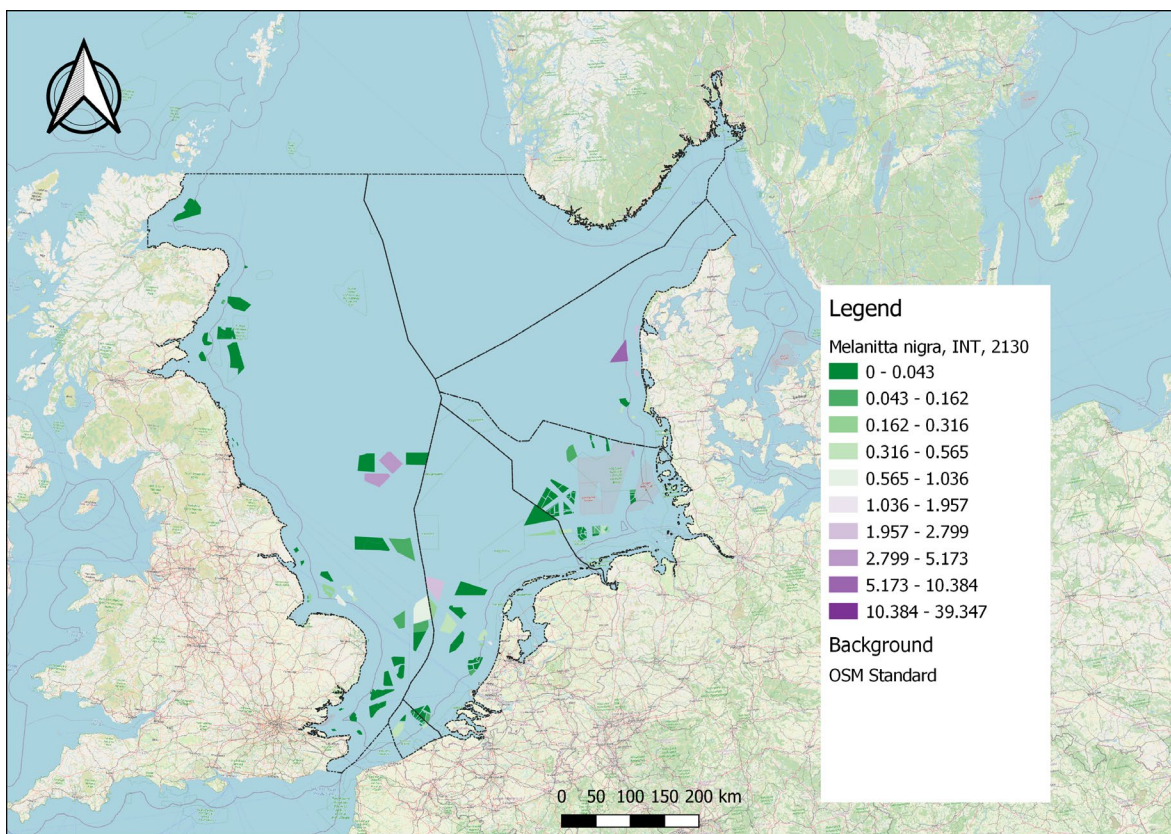 Legend
Melanitta nigra, INT, 2130
0 - 0.043
0.043 - 0.162
0.162 - 0.316
0.316 - 0.565
0.565 - 1.036
1.036 - 1.957
1.957 - 2.799
2.799 - 5.173
5.173 - 10.384
10.384 - 39.347
Background
OSM Standard
0 50 100 150 200 km